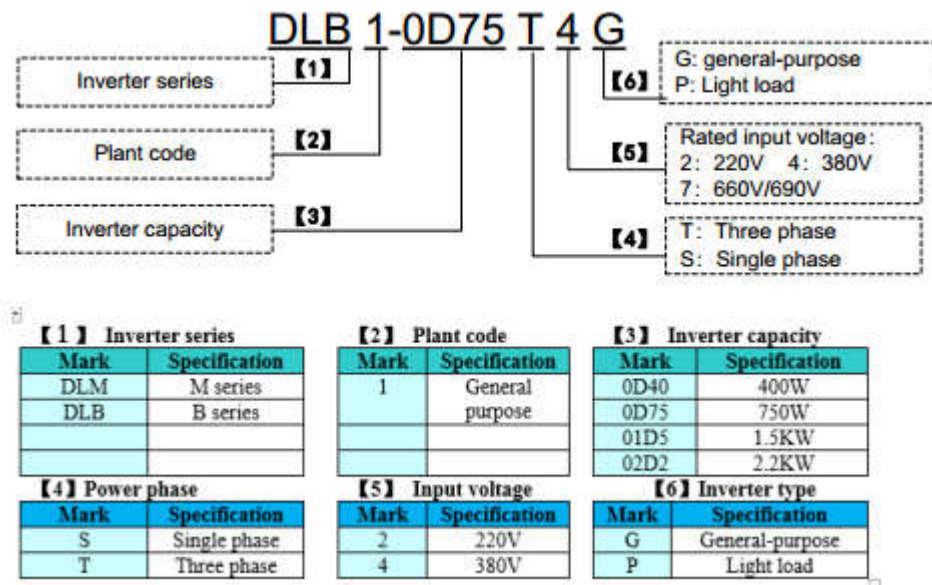 DLB 1-0D75 T 4 G
Inverter series 【1】
Plant code 【2】
Inverter capacity 【3】
【6】 G: general-purpose
P: Light load
【5】 Rated input voltage:
2: 220V 4: 380V
7: 660V/690V
【4】 T: Three phase
S: Single phase
【1】 Inverter series
Mark Specification
DLM M series
DLB B series
【2】 Plant code
Mark Specification
1 General
purpose
【3】 Inverter capacity
Mark Specification
0D40 400W
0D75 750W
01D5 1.5KW
02D2 2.2KW
【4】Power phase
Mark Specification
S Single phase
T Three phase
【5】 Input voltage
Mark Specification
2 220V
4 380V
【6】Inverter type
Mark Specification
G General-purpose
P Light load